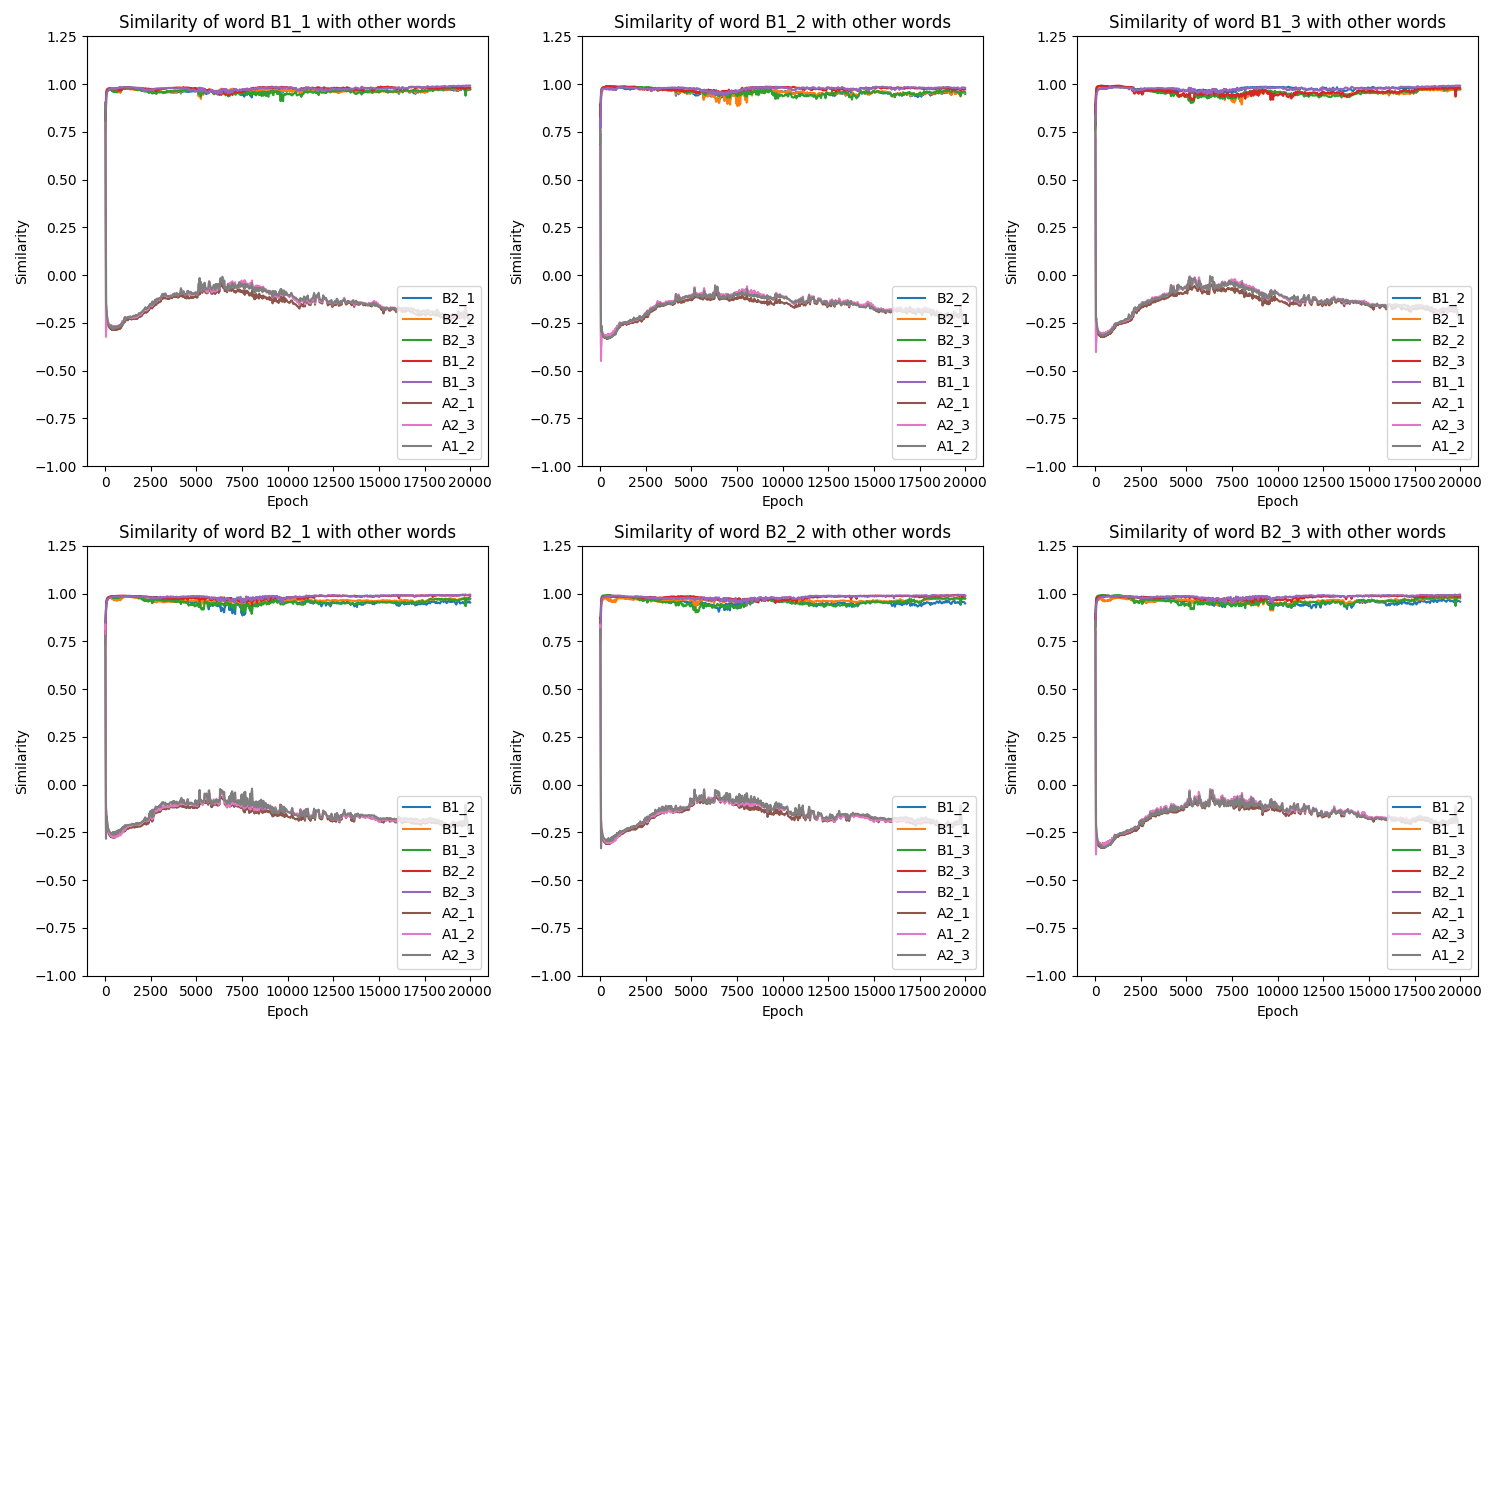 Similarity of word B1_1 with other words
1.25
1.00
0.75
0.50
0.25
0.00
−0.25
−0.50
−0.75
−1.00
Similarity
0 2500 5000 7500 10000 12500 15000 17500 20000
Epoch
B2_1
B2_2
B2_3
B1_2
B1_3
A2_1
A2_3
A1_2
Similarity of word B1_2 with other words
1.25
1.00
0.75
0.50
0.25
0.00
−0.25
−0.50
−0.75
−1.00
Similarity
0 2500 5000 7500 10000 12500 15000 17500 20000
Epoch
B2_2
B2_1
B2_3
B1_3
B1_1
A2_1
A2_3
A1_2
Similarity of word B1_3 with other words
1.25
1.00
0.75
0.50
0.25
0.00
−0.25
−0.50
−0.75
−1.00
Similarity
0 2500 5000 7500 10000 12500 15000 17500 20000
Epoch
B1_2
B2_1
B2_2
B2_3
B1_1
A2_1
A2_3
A1_2
Similarity of word B2_1 with other words
1.25
1.00
0.75
0.50
0.25
0.00
−0.25
−0.50
−0.75
−1.00
Similarity
0 2500 5000 7500 10000 12500 15000 17500 20000
Epoch
B1_2
B1_1
B1_3
B2_2
B2_3
A2_1
A1_2
A2_3
Similarity of word B2_2 with other words
1.25
1.00
0.75
0.50
0.25
0.00
−0.25
−0.50
−0.75
−1.00
Similarity
0 2500 5000 7500 10000 12500 15000 17500 20000
Epoch
B1_2
B1_1
B1_3
B2_3
B2_1
A2_1
A1_2
A2_3
Similarity of word B2_3 with other words
1.25
1.00
0.75
0.50
0.25
0.00
−0.25
−0.50
−0.75
−1.00
Similarity
0 2500 5000 7500 10000 12500 15000 17500 20000
Epoch
B1_2
B1_1
B1_3
B2_2
B2_1
A2_1
A2_3
A1_2